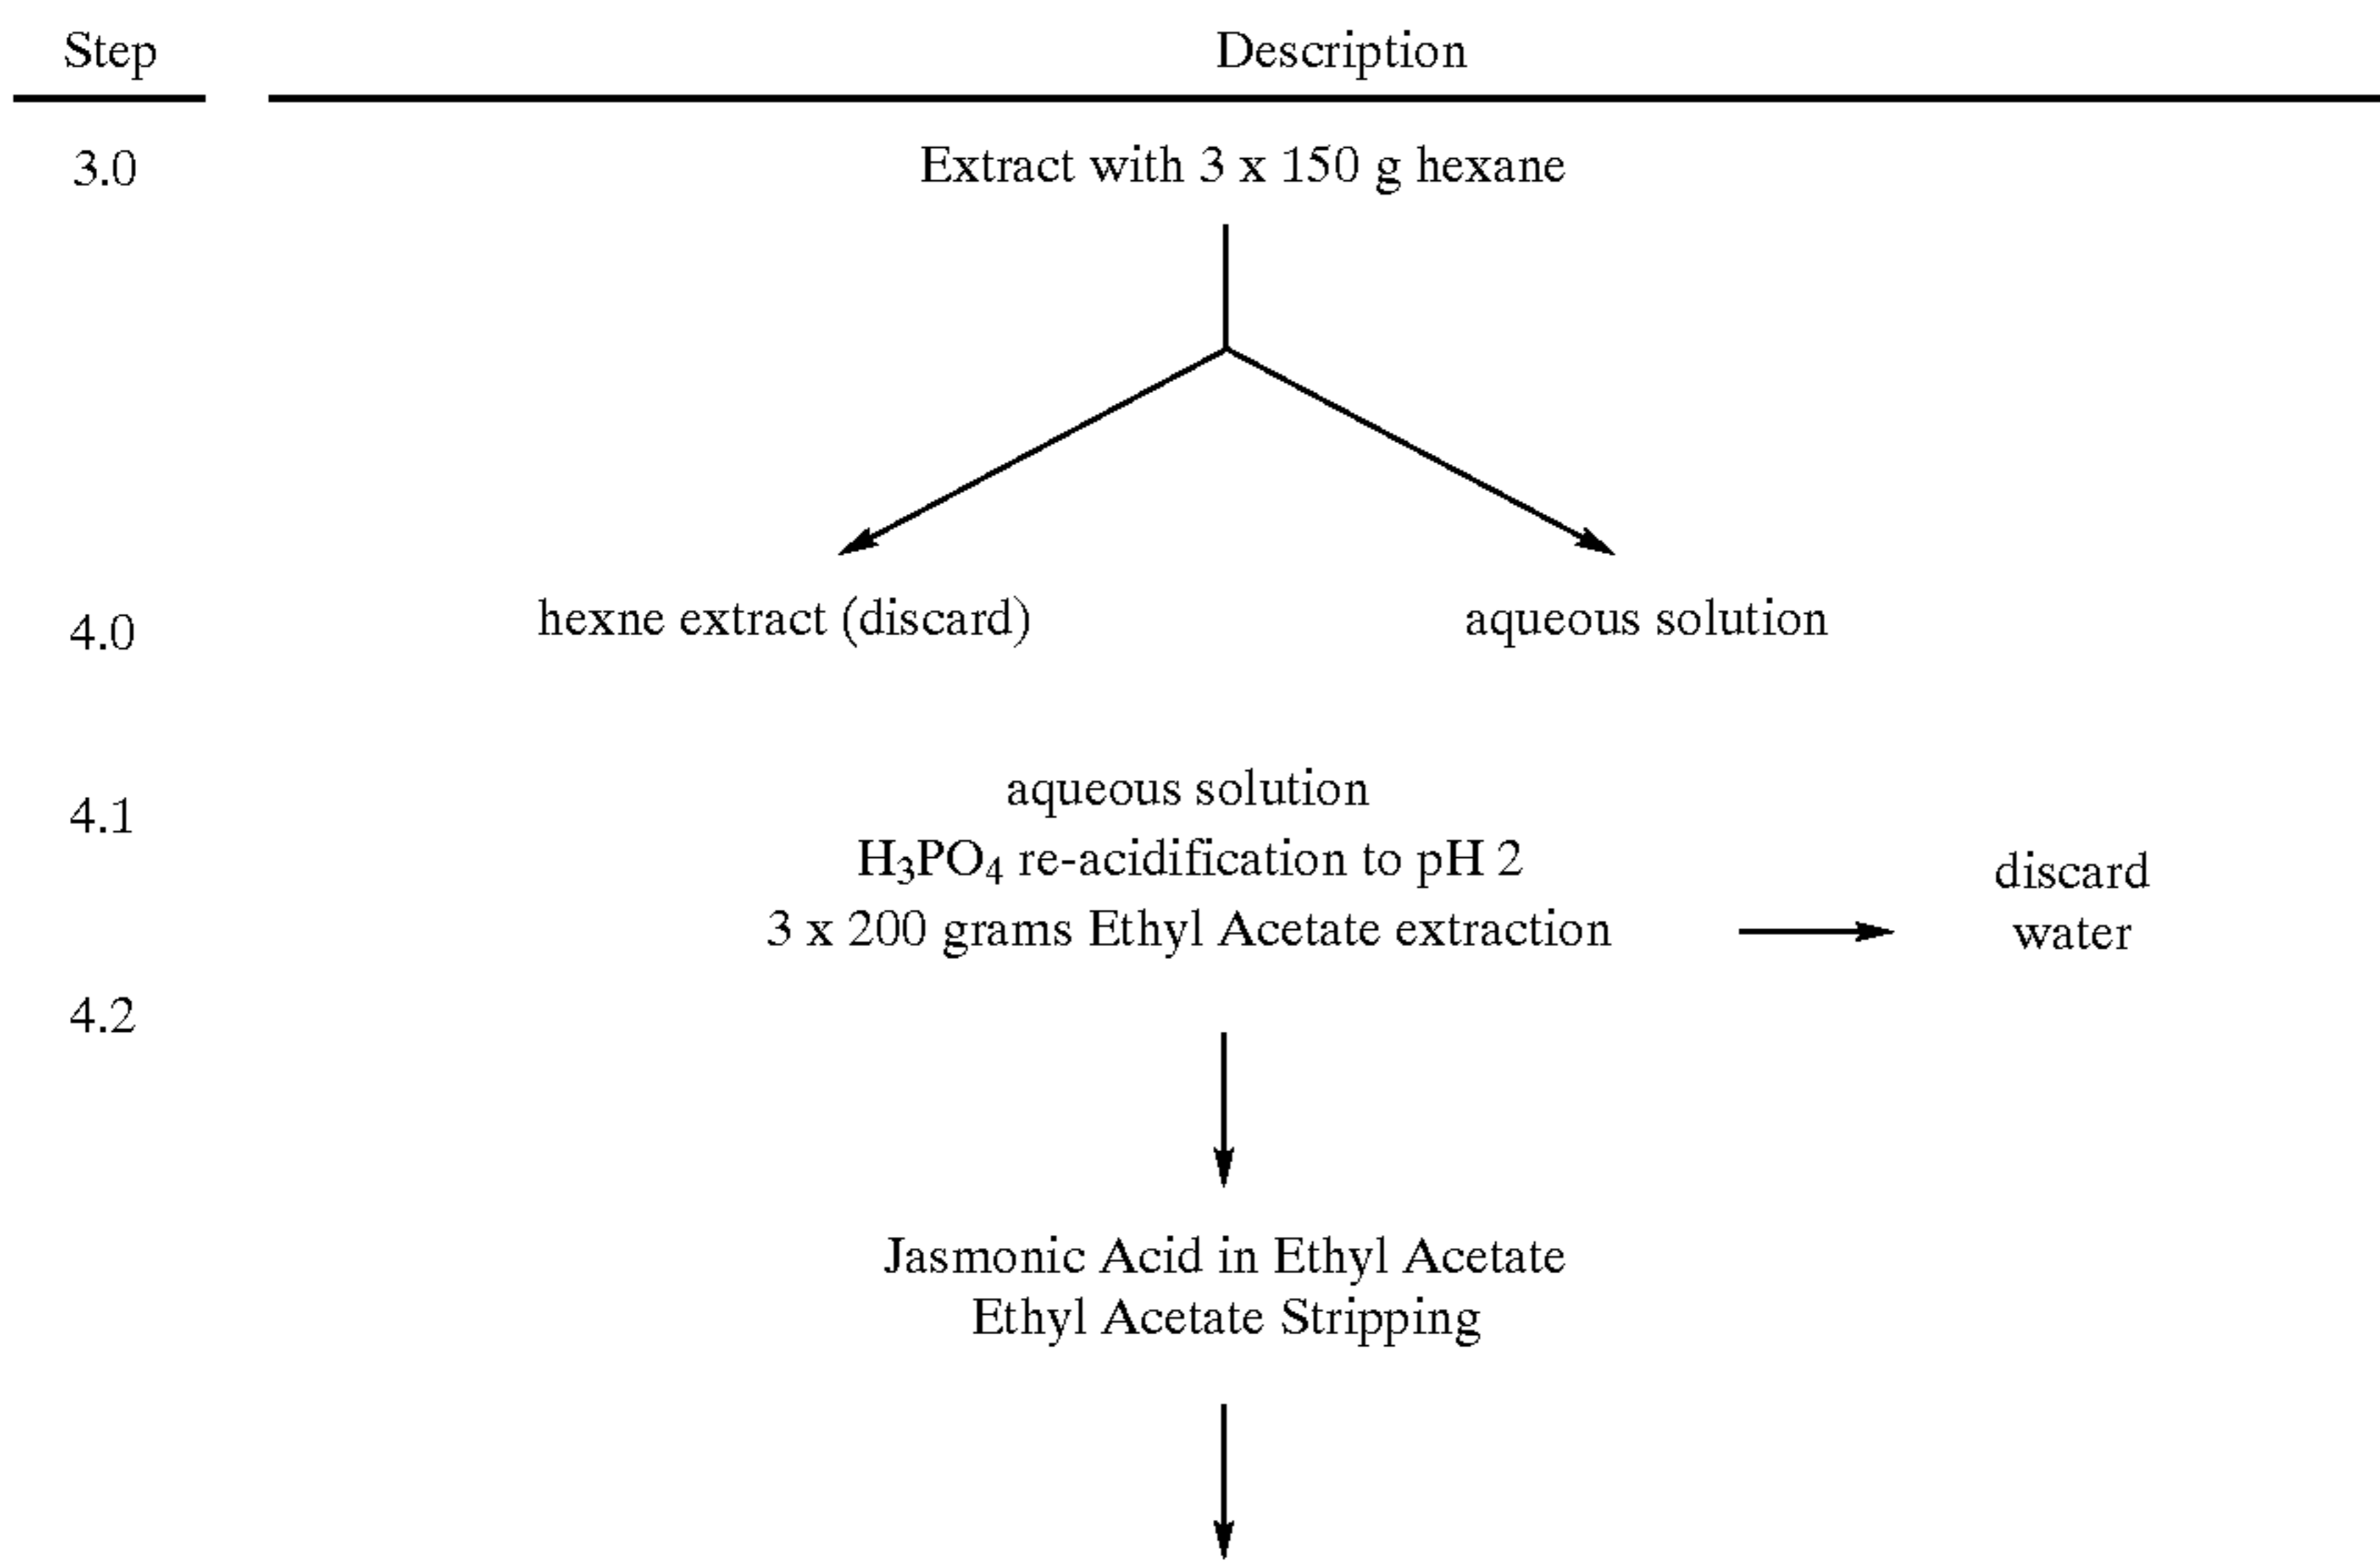 Step Description
3.0 Extract with 3 x 150 g hexane
4.0 hexne extract (discard) aqueous solution
4.1 aqueous solution
H₃PO₄ re-acidification to pH 2
3 x 200 grams Ethyl Acetate extraction
discard
water
4.2
Jasmonic Acid in Ethyl Acetate
Ethyl Acetate Stripping